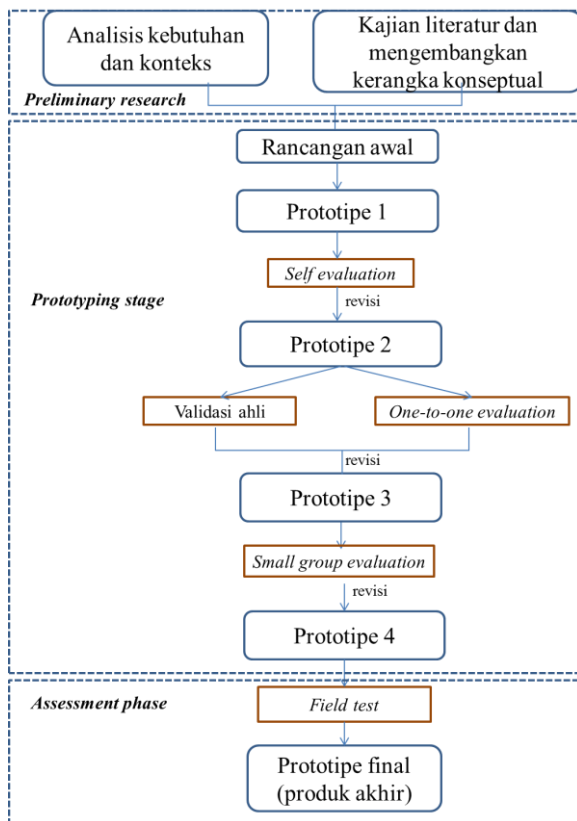 Analisis kebutuhan
dan konteks
Kajian literatur dan
mengembangkan
kerangka konseptual
Preliminary research
Rancangan awal
Prototipe 1
Self evaluation
revisi
Prototyping stage
Prototipe 2
Validasi ahli
One-to-one evaluation
revisi
Prototipe 3
Small group evaluation
revisi
Prototipe 4
Assessment phase
Field test
Prototipe final
(produk akhir)